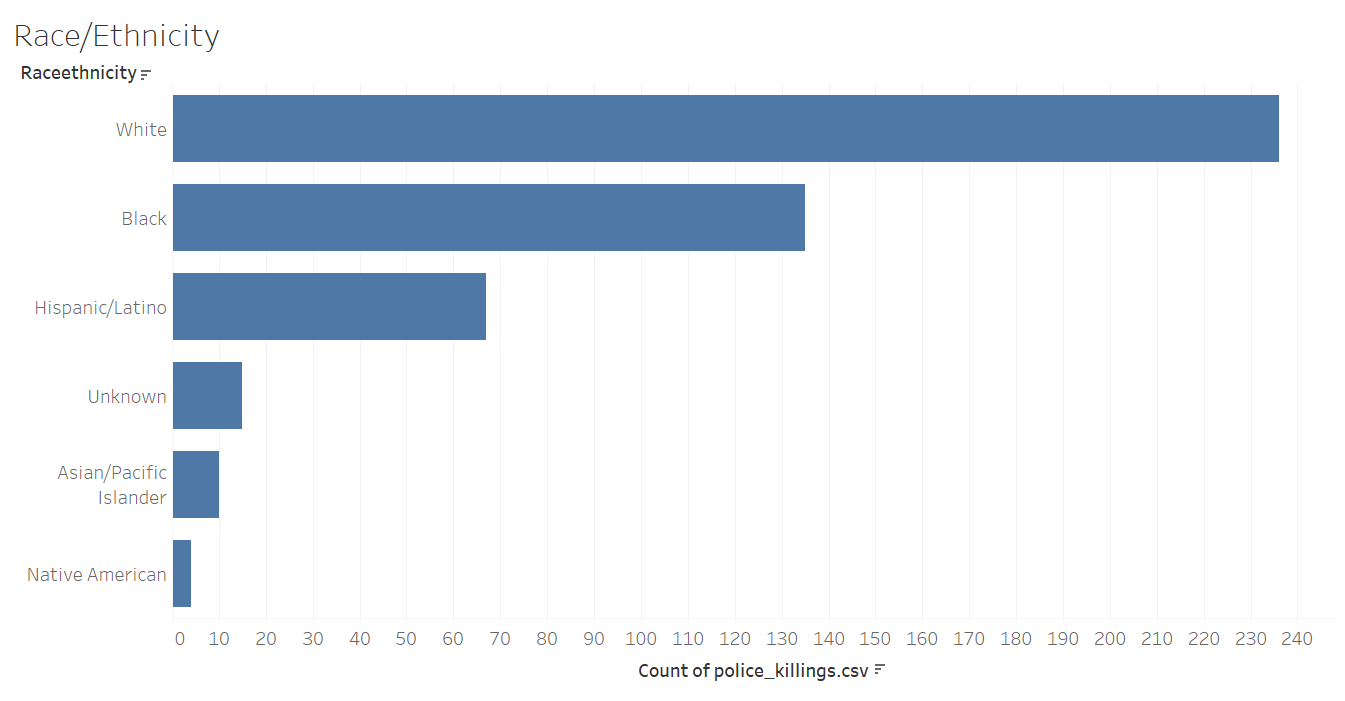 Race/Ethnicity
Raceethnicity
White
Black
Hispanic/Latino
Unknown
Asian/Pacific
Islander
Native American
0 10 20 30 40 50 60 70 80 90 100 110 120 130 140 150 160 170 180 190 200 210 220 230 240
Count of police_killings.csv